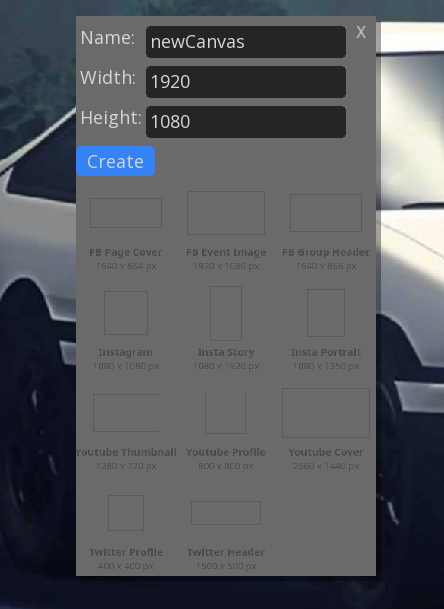 Name: newCanvas X
Width: 1920
Height: 1080
Create
FB Page Cover FB Event Image FB Group Header
1640 x 664 px 1920 x 1080 px 1640 x 856 px
Instagram Insta Story Insta Portrait
1080 x 1080 px 1080 x 1920 px 1080 x 1350 px
Youtube Thumbnail Youtube Profile Youtube Cover
1280 x 720 px 800 x 800 px 2560 x 1440 px
Twitter Profile Twitter Header
400 x 400 px 1500 x 500 px